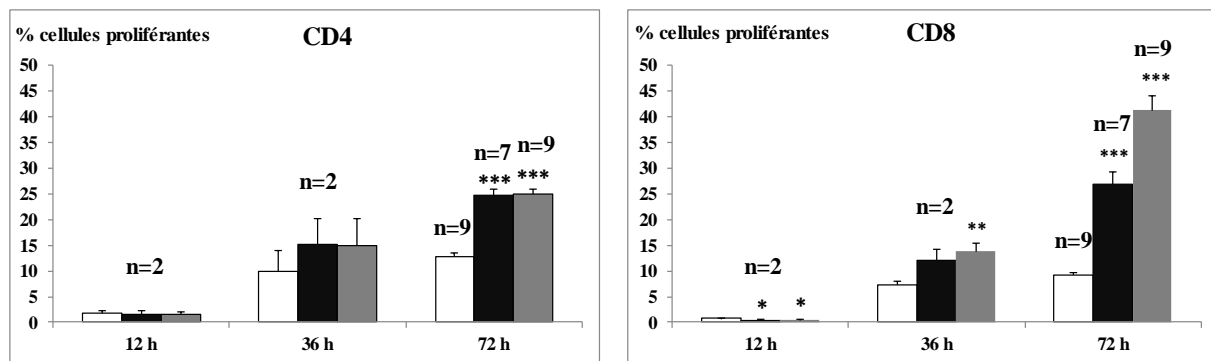 % cellules proliférantes
CD4
50
45
40
35
30
25
20
15
10
5
0
n=2
n=2
n=9
n=7
***
n=9
***
12 h
36 h
72 h
% cellules proliférantes
CD8
50
45
40
35
30
25
20
15
10
5
0
n=2
*
*
n=2
**
n=9
n=7
***
n=9
***
12 h
36 h
72 h